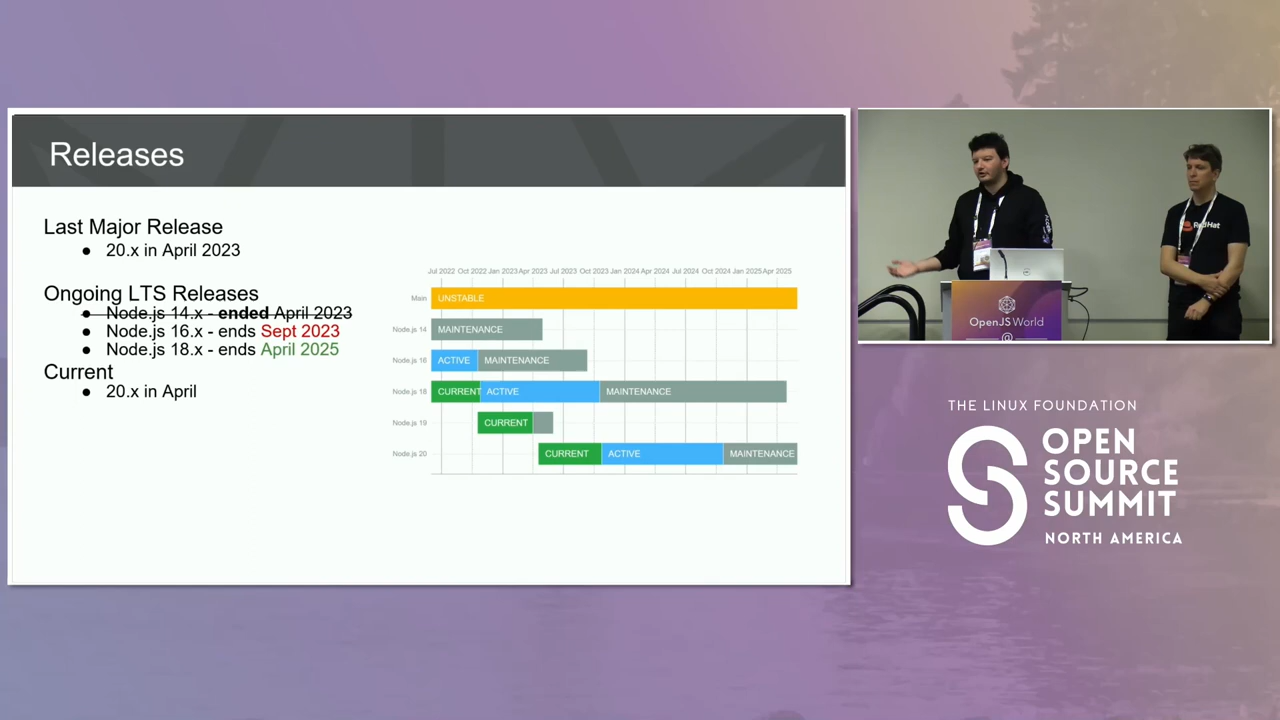 Releases
Last Major Release
● 20.x in April 2023
Ongoing LTS Releases
● Node.js 14.x - ended April 2023
● Node.js 16.x - ends Sept 2023
● Node.js 18.x - ends April 2025
Current
● 20.x in April
Jul 2022 Oct 2022 Jan 2023 Apr 2023 Jul 2023 Oct 2023 Jan 2024 Apr 2024 Jul 2024 Oct 2024 Jan 2025 Apr 2025
Main UNSTABLE
Node.js 14 MAINTENANCE
Node.js 16 ACTIVE MAINTENANCE
Node.js 18 CURRENT ACTIVE MAINTENANCE
Node.js 19 CURRENT
Node.js 20 CURRENT ACTIVE MAINTENANCE
Red Hat
OpenJS World
@
THE LINUX FOUNDATION
OPEN
SOURCE
SUMMIT
NORTH AMERICA